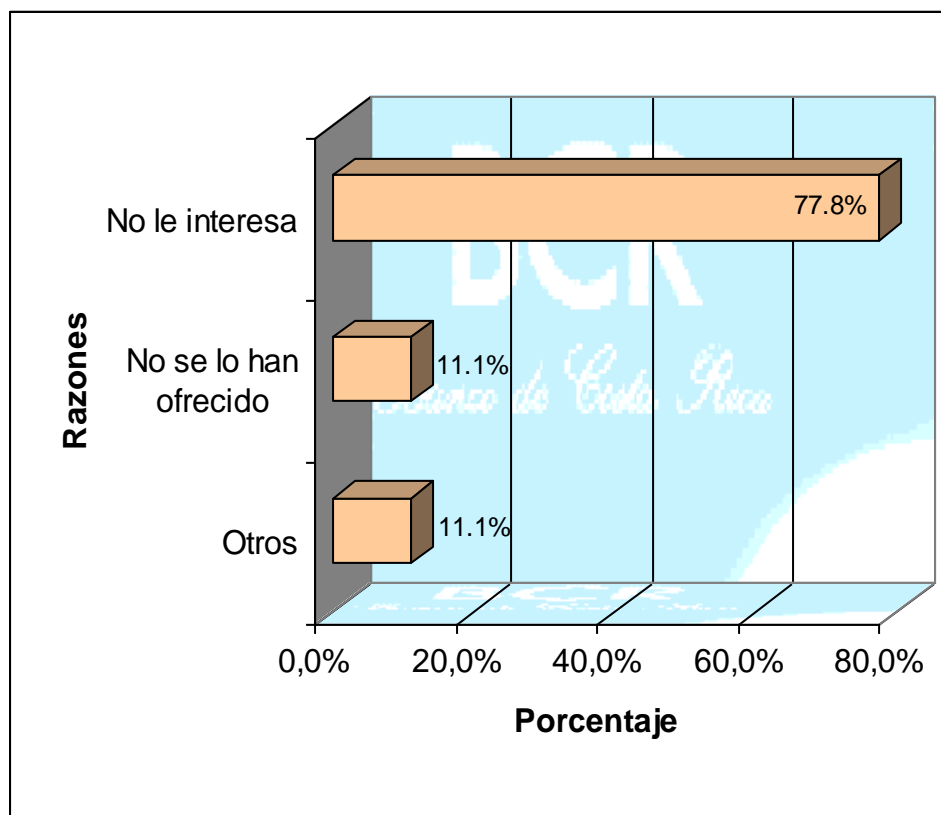 BCR
Banco de Costa Rica
Razones
No le interesa
77.8%
No se lo han
ofrecido
11.1%
Otros
11.1%
BCR
0,0%
20,0%
40,0%
60,0%
80,0%
Porcentaje